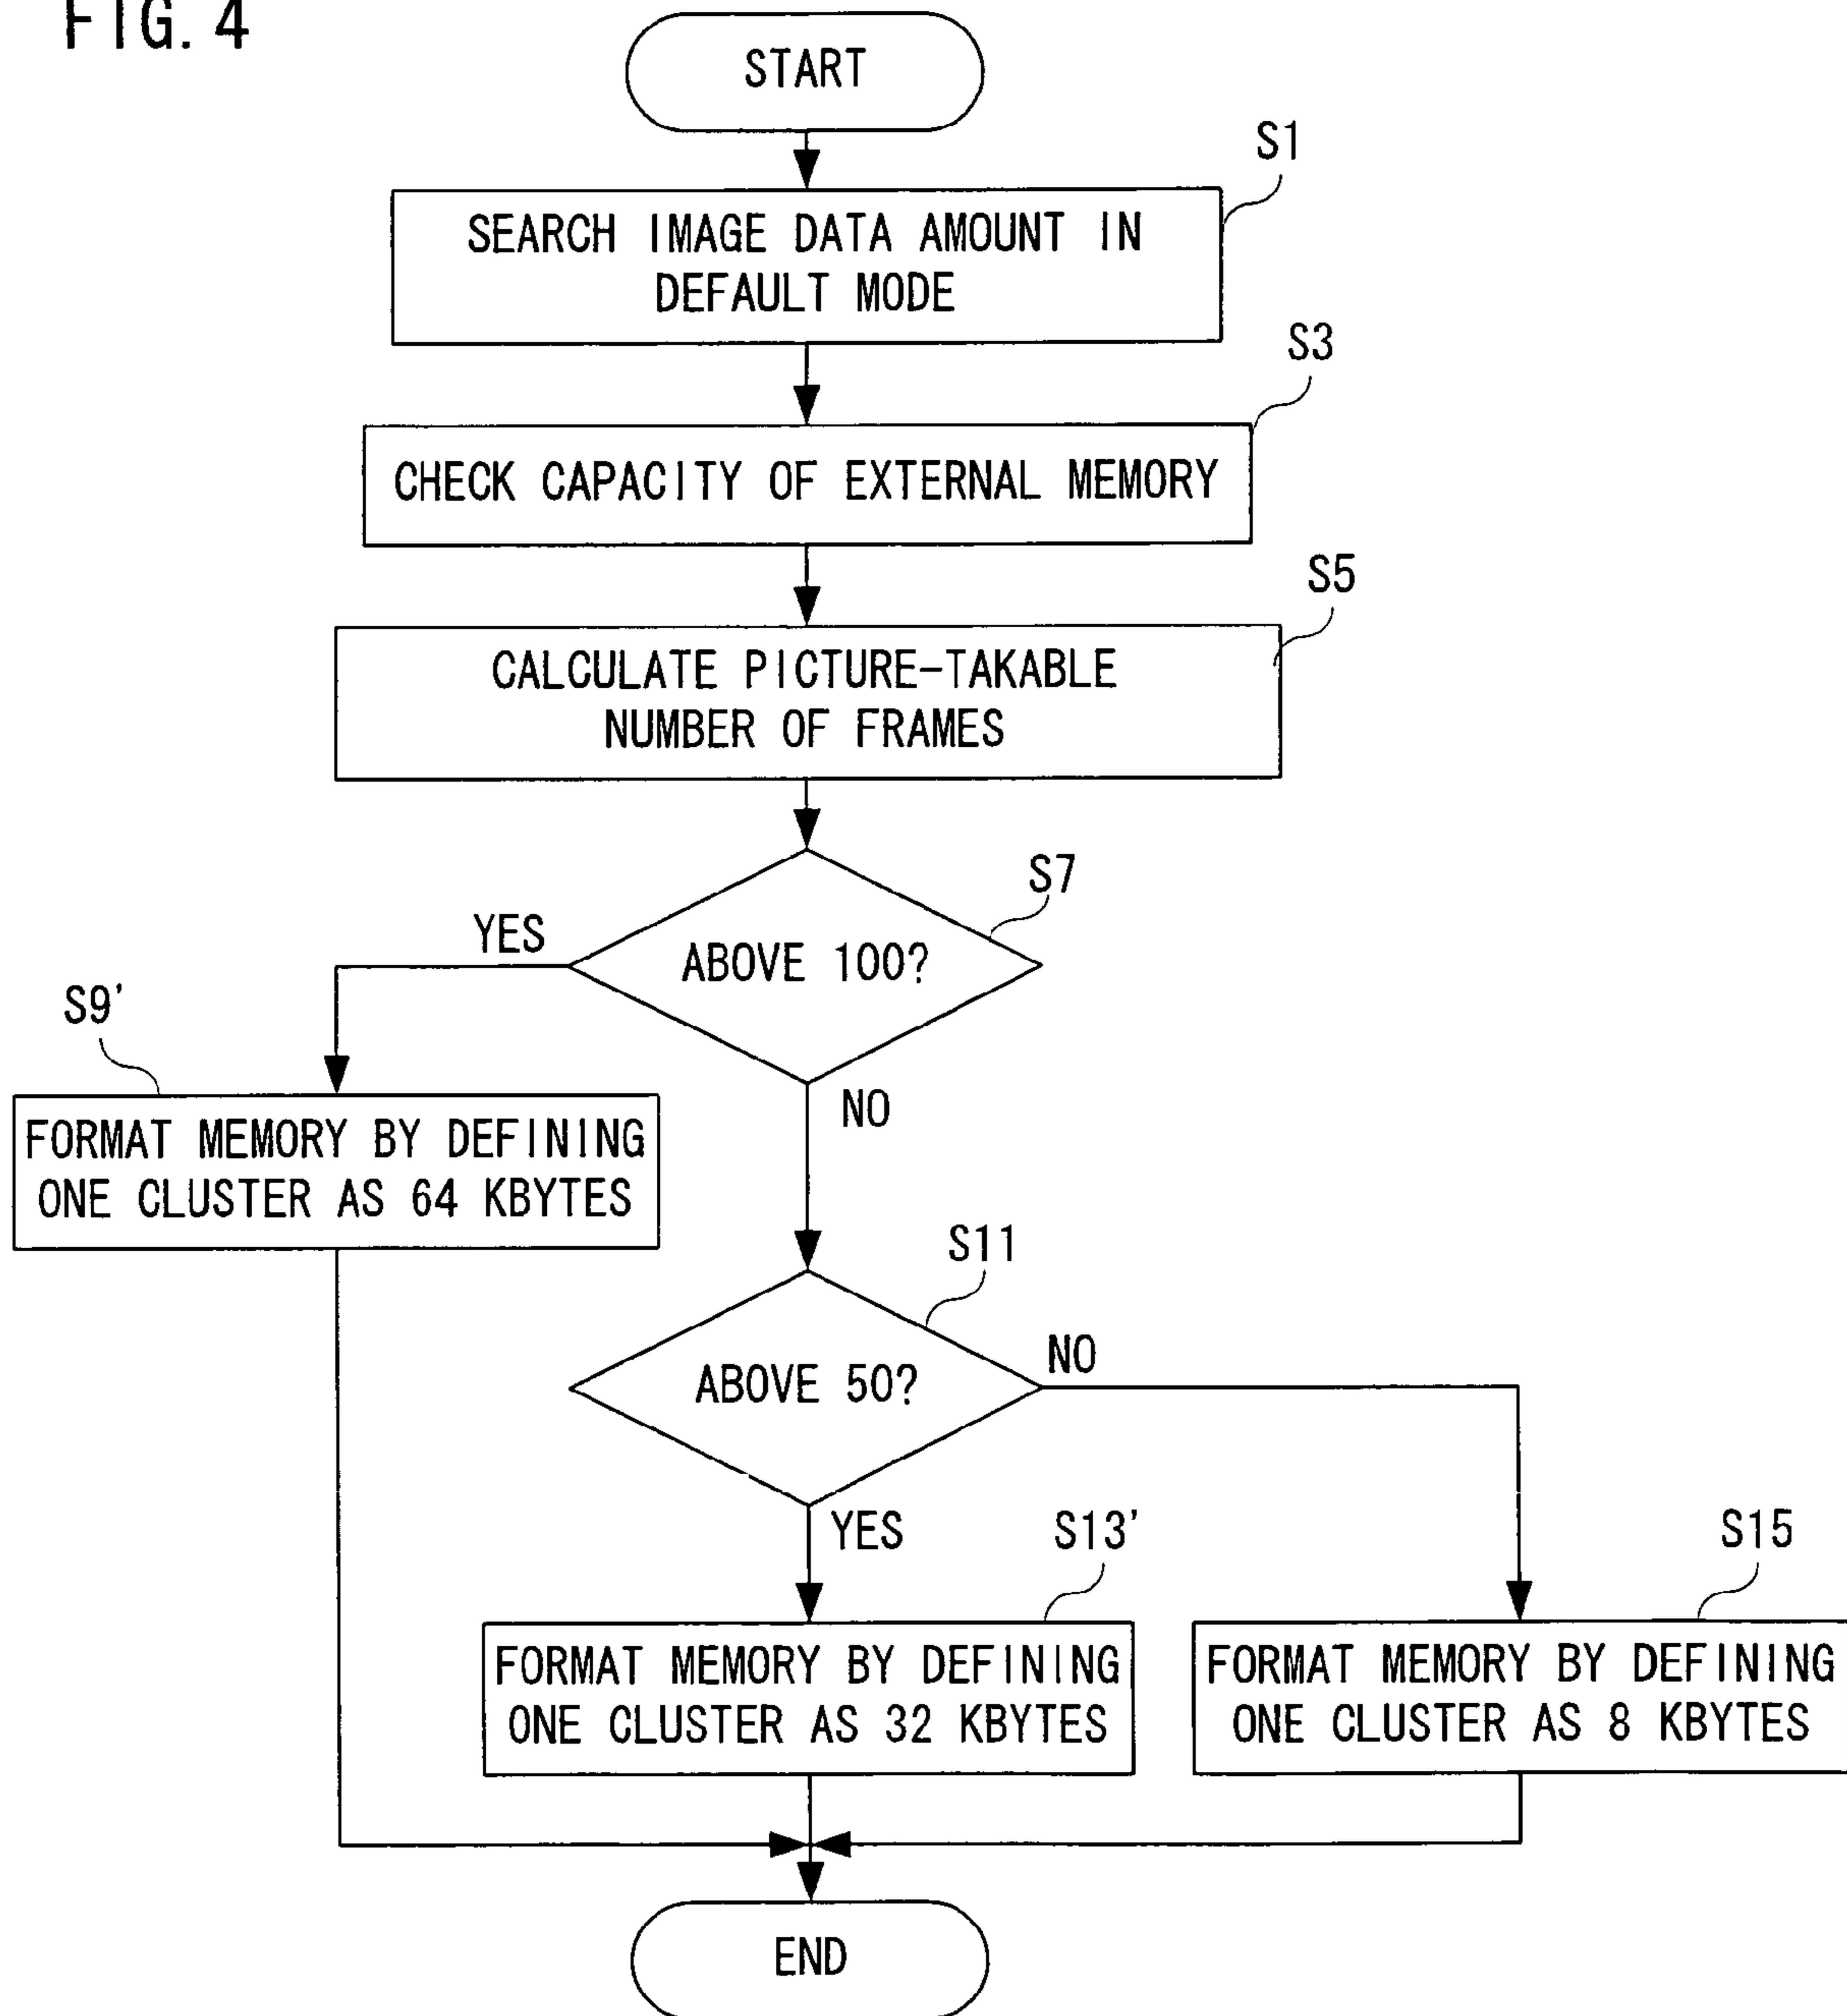 FIG. 4
START
S1
SEARCH IMAGE DATA AMOUNT IN
DEFAULT MODE
S3
CHECK CAPACITY OF EXTERNAL MEMORY
S5
CALCULATE PICTURE-TAKABLE
NUMBER OF FRAMES
S7
ABOVE 100?
YES
NO
S9'
FORMAT MEMORY BY DEFINING
ONE CLUSTER AS 64 KBYTES
S11
ABOVE 50?
NO
YES
S13'
FORMAT MEMORY BY DEFINING
ONE CLUSTER AS 32 KBYTES
S15
FORMAT MEMORY BY DEFINING
ONE CLUSTER AS 8 KBYTES
END